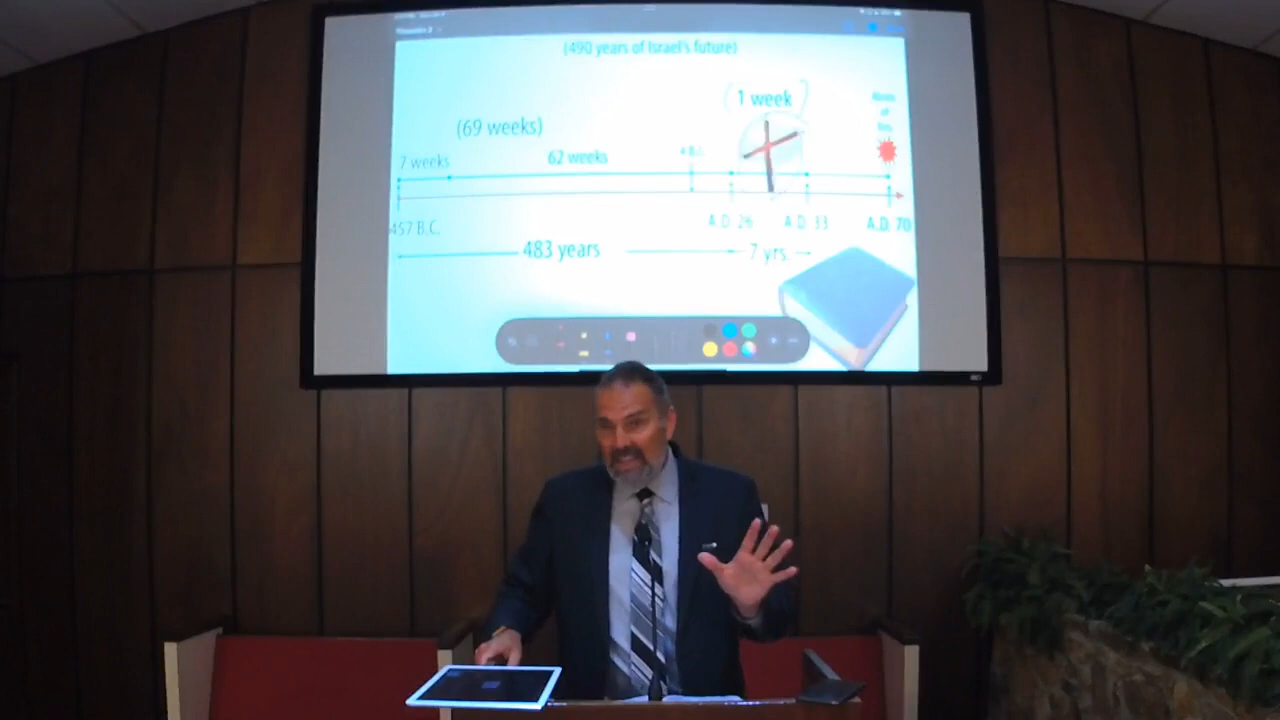 (490 years of Israel's future)
1 week
(69 weeks)
7 weeks
62 weeks
457 B.C.
A.D. 26
A.D. 33
A.D. 70
483 years
7 yrs.